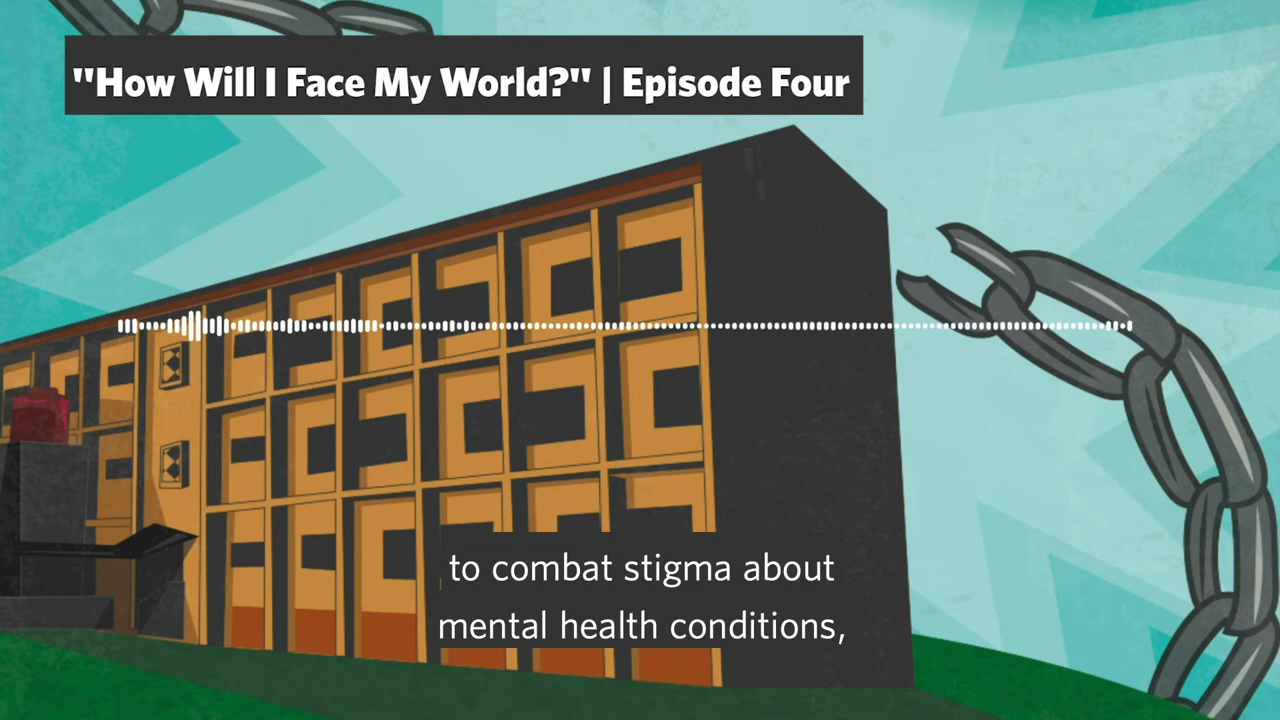 "How Will I Face My World?" | Episode Four
to combat stigma about
mental health conditions,